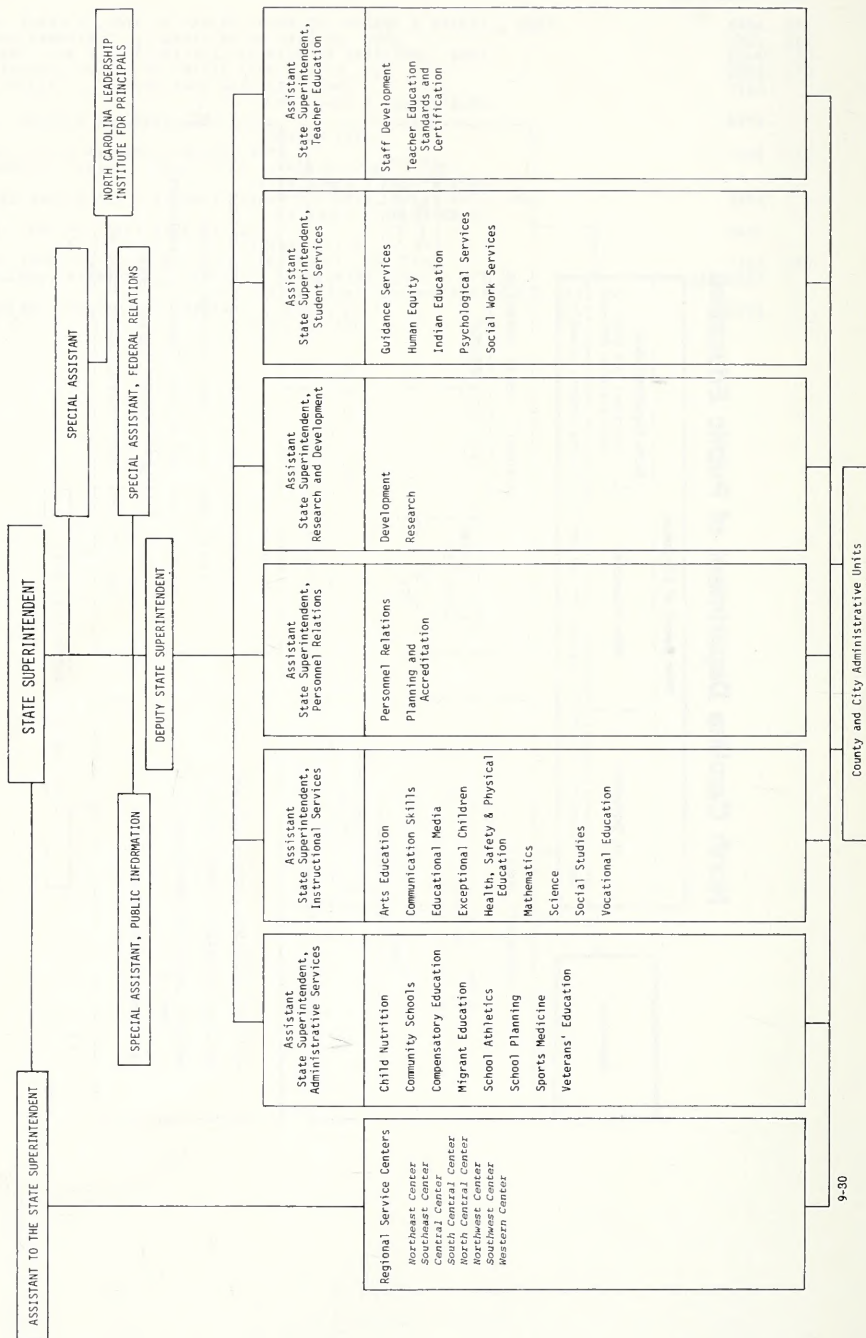 STATE SUPERINTENDENT
ASSISTANT TO THE STATE SUPERINTENDENT
SPECIAL ASSISTANT
NORTH CAROLINA LEADERSHIP
INSTITUTE FOR PRINCIPALS
SPECIAL ASSISTANT, PUBLIC INFORMATION
SPECIAL ASSISTANT, FEDERAL RELATIONS
DEPUTY STATE SUPERINTENDENT
Regional Service Centers
Northeast Center
Southeast Center
Central Center
South Central Center
North Central Center
Northwest Center
Southwest Center
Western Center
Assistant
State Superintendent,
Administrative Services
Child Nutrition
Community Schools
Compensatory Education
Migrant Education
School Athletics
School Planning
Sports Medicine
Veterans' Education
Assistant
State Superintendent,
Instructional Services
Arts Education
Communication Skills
Educational Media
Exceptional Children
Health, Safety & Physical
Education
Mathematics
Science
Social Studies
Vocational Education
Assistant
State Superintendent,
Personnel Relations
Personnel Relations
Planning and
Accreditation
Assistant
State Superintendent,
Research and Development
Development
Research
Assistant
State Superintendent,
Student Services
Guidance Services
Human Equity
Indian Education
Psychological Services
Social Work Services
Assistant
State Superintendent,
Teacher Education
Staff Development
Teacher Education
Standards and
Certification
County and City Administrative Units
9-30